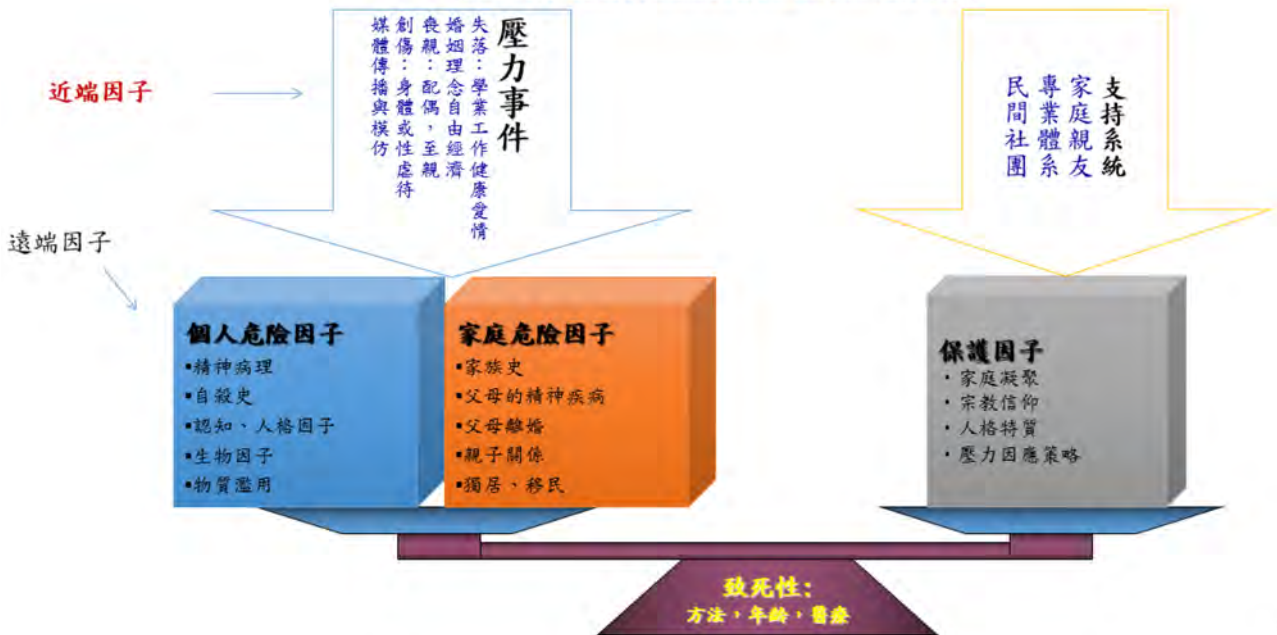 近端因子
壓力事件
失落：學業工作健康愛情
婚姻理念自由經濟
喪親：配偶，至親
創傷：身體或性虐待
媒體傳播與模仿
支持系統
家庭親友
專業體系
民間社團
遠端因子
個人危險因子
▪精神病理
▪自殺史
▪認知、人格因子
▪生物因子
▪物質濫用
家庭危險因子
▪家族史
▪父母的精神疾病
▪父母離婚
▪親子關係
▪獨居、移民
保護因子
・家庭凝聚
・宗教信仰
・人格特質
・壓力因應策略
致死性：
方法，年齡，醫療